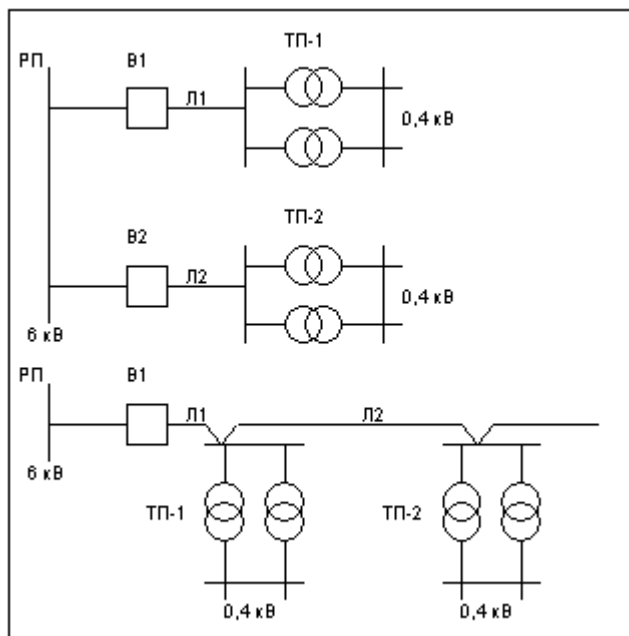 ТП-1
РП В1
Л1
0,4 кВ
ТП-2
В2
Л2
0,4 кВ
6 кВ
РП В1
Л1 Л2
6 кВ
ТП-1 ТП-2
0,4 кВ 0,4 кВ